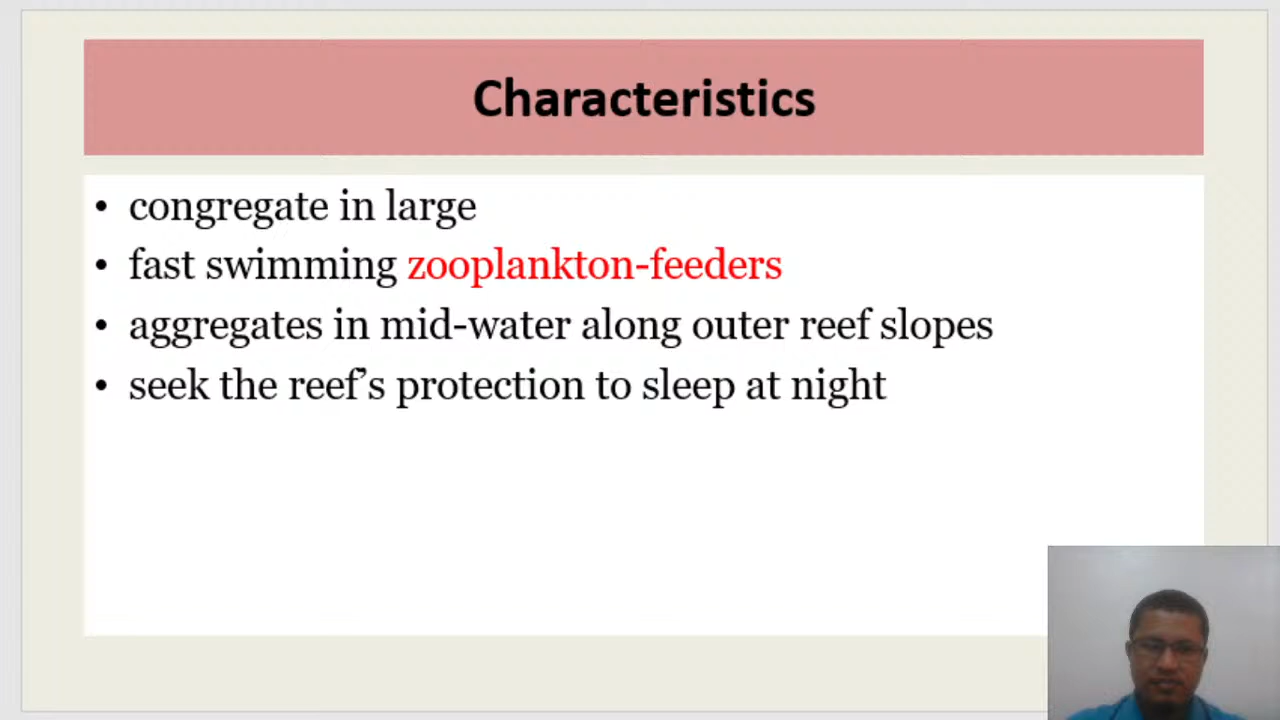 Characteristics
• congregate in large
• fast swimming zooplankton-feeders
• aggregates in mid-water along outer reef slopes
• seek the reef’s protection to sleep at night